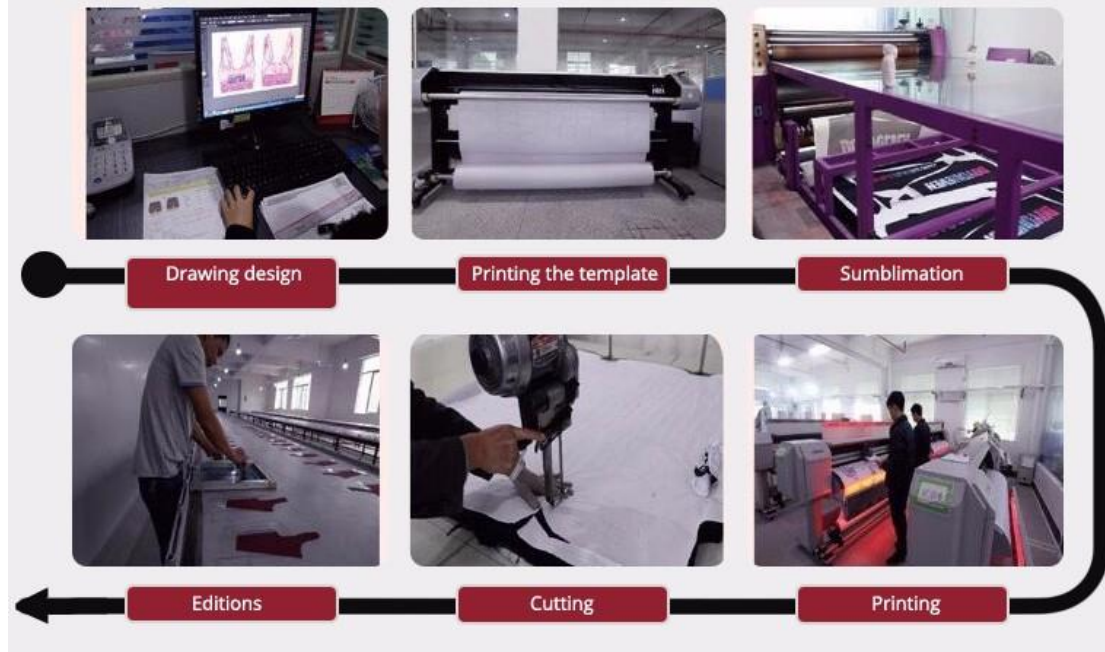 Drawing design
Printing the template
Sumblimation
Printing
Cutting
Editions